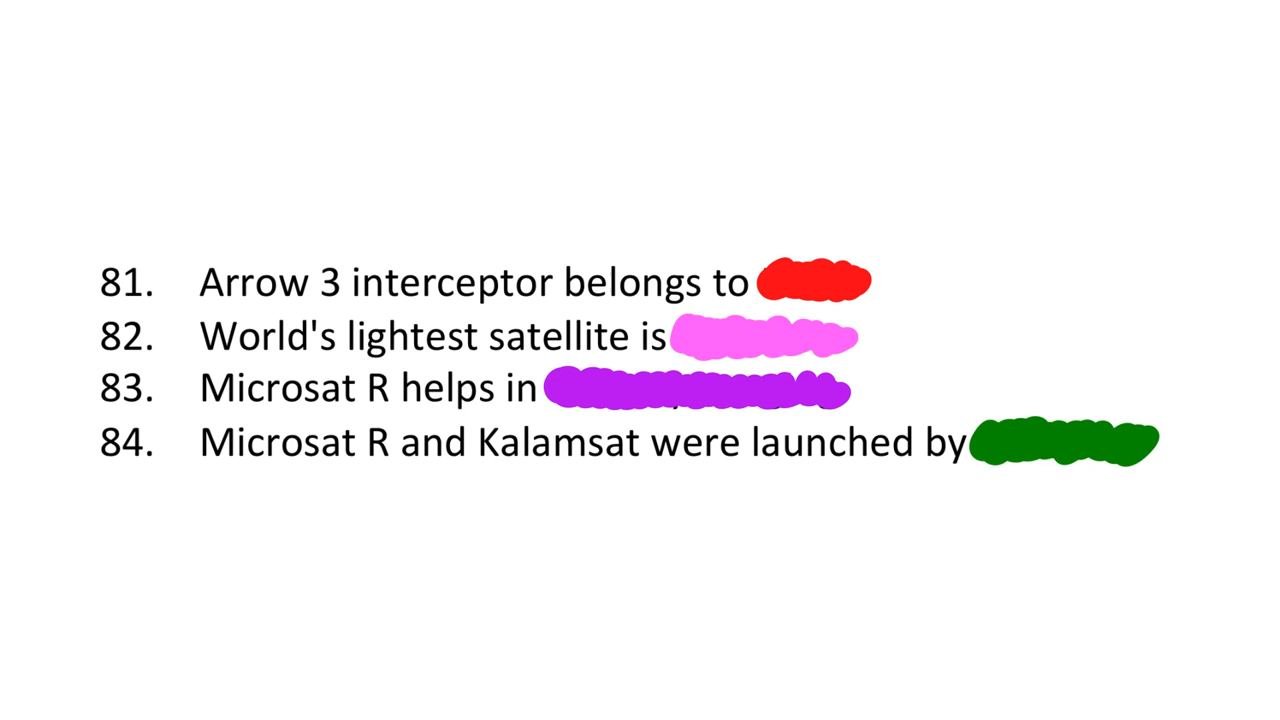 81. Arrow 3 interceptor belongs to
82. World's lightest satellite is
83. Microsat R helps in
84. Microsat R and Kalamsat were launched by